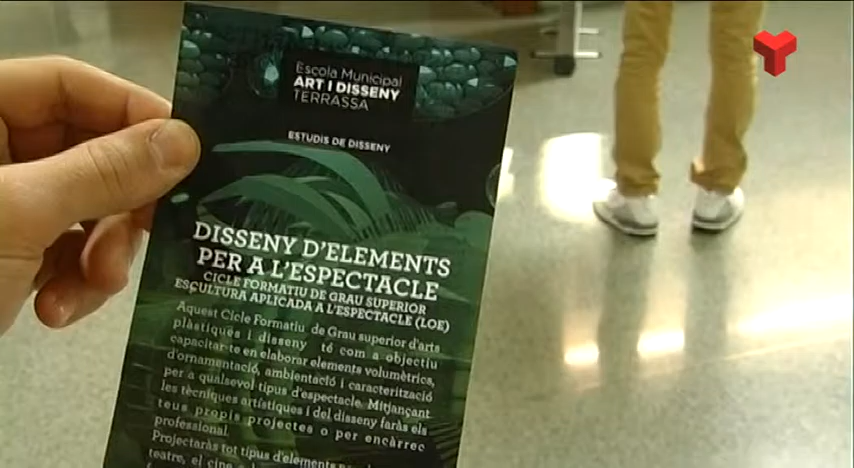 Escola Municipal
ART I DISSENY
TERRASSA
ESTUDIS DE DISSENY
DISSENY D'ELEMENTS
PER A L'ESPECTACLE
CICLE FORMATIU DE GRAU SUPERIOR
ESCULTURA APLICADA A L'ESPECTACLE (LOE)
Aquest Cicle Formatiu de Grau superior d'arts
plàstiques i disseny té com a objectiu
capacitar-te en elaborar elements volumètrics,
d'ornamentació, ambientació i caracterització
per a qualsevol tipus d'espectacle. Mitjançant
les tècniques artístiques i del disseny faràs els
teus propis projectes o per encàrrec
professional.
Projectaràs tot tipus d'elements
teatre, el cine